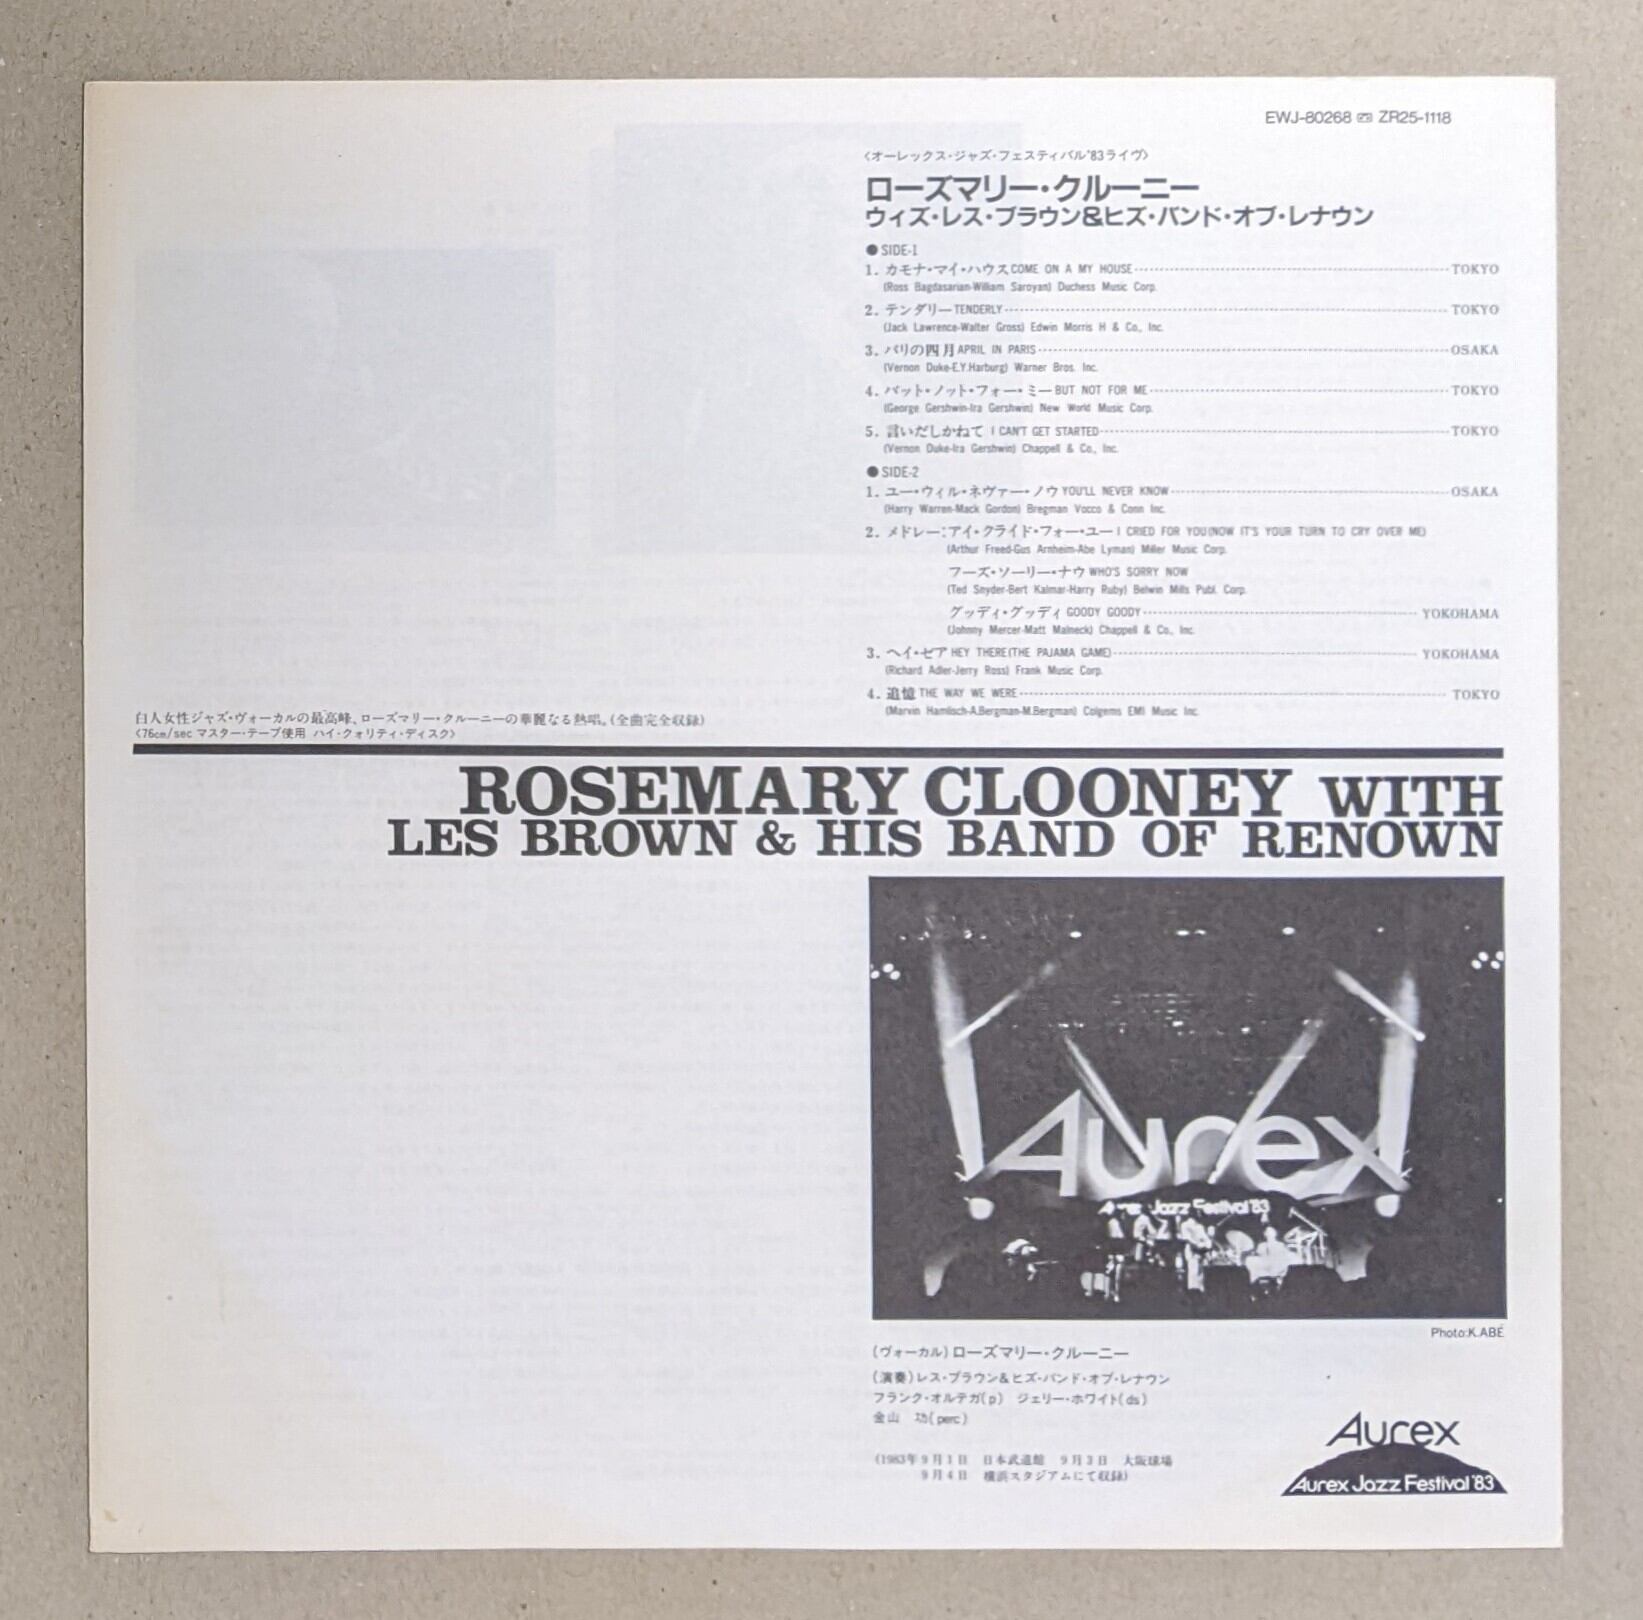 EWJ-80268 ZR25-1118
〈オーレックス・ジャズ・フェスティバル'83ライヴ〉
ローズマリー・クルーニー
ウィズ・レス・ブラウン&ヒズ・バンド・オブ・レナウン
●SIDE-1
1. カモナ・マイ・ハウス COME ON A MY HOUSE TOKYO
(Ross Bagdasarian-William Saroyan) Duchess Music Corp.
2. テンダリー TENDERLY TOKYO
(Jack Lawrence-Walter Gross) Edwin Morris H & Co., Inc.
3. パリの四月 APRIL IN PARIS OSAKA
(Vernon Duke-E.Y.Harburg) Warner Bros. Inc.
4. バット・ノット・フォー・ミー BUT NOT FOR ME TOKYO
(George Gershwin-Ira Gershwin) New World Music Corp.
5. 言いだしかねて I CAN'T GET STARTED TOKYO
(Vernon Duke-Ira Gershwin) Chappell & Co., Inc.
●SIDE-2
1. ユー・ウィル・ネヴァー・ノウ YOU'LL NEVER KNOW OSAKA
(Harry Warren-Mack Gordon) Bregman Vocco & Conn Inc.
2. メドレー:アイ・クライド・フォー・ユー I CRIED FOR YOU(NOW IT'S YOUR TURN TO CRY OVER ME)
(Arthur Freed-Gus Arnheim-Abe Lyman) Miller Music Corp.
フーズ・ソーリー・ナウ WHO'S SORRY NOW
(Ted Snyder-Bert Kalmar-Harry Ruby) Belwin Mills Publ. Corp.
グッディ・グッディ GOODY GOODY YOKOHAMA
(Johnny Mercer-Matt Malneck) Chappell & Co., Inc.
3. ヘイ・ゼア HEY THERE(THE PAJAMA GAME) YOKOHAMA
(Richard Adler-Jerry Ross) Frank Music Corp.
4. 追憶 THE WAY WE WERE TOKYO
(Marvin Hamlisch-A.Bergman-M.Bergman) Colgems EMI Music Inc.
白人女性ジャズ・ヴォーカルの最高峰、ローズマリー・クルーニーの華麗なる熱唱。(全曲完全収録)
〈76cm/sec マスター・テープ使用 ハイ・クォリティ・ディスク〉
ROSEMARY CLOONEY WITH
LES BROWN & HIS BAND OF RENOWN
Aurex
Aurex Jazz Festival '83
Photo:K.ABÉ
(ヴォーカル)ローズマリー・クルーニー
(演奏)レス・ブラウン&ヒズ・バンド・オブ・レナウン
フランク・オルテガ(p) ジェリー・ホワイト(ds)
金山 功(perc)
(1983年9月1日 日本武道館 9月3日 大阪球場
9月4日 横浜スタジアムにて収録)
Aurex
Aurex Jazz Festival '83